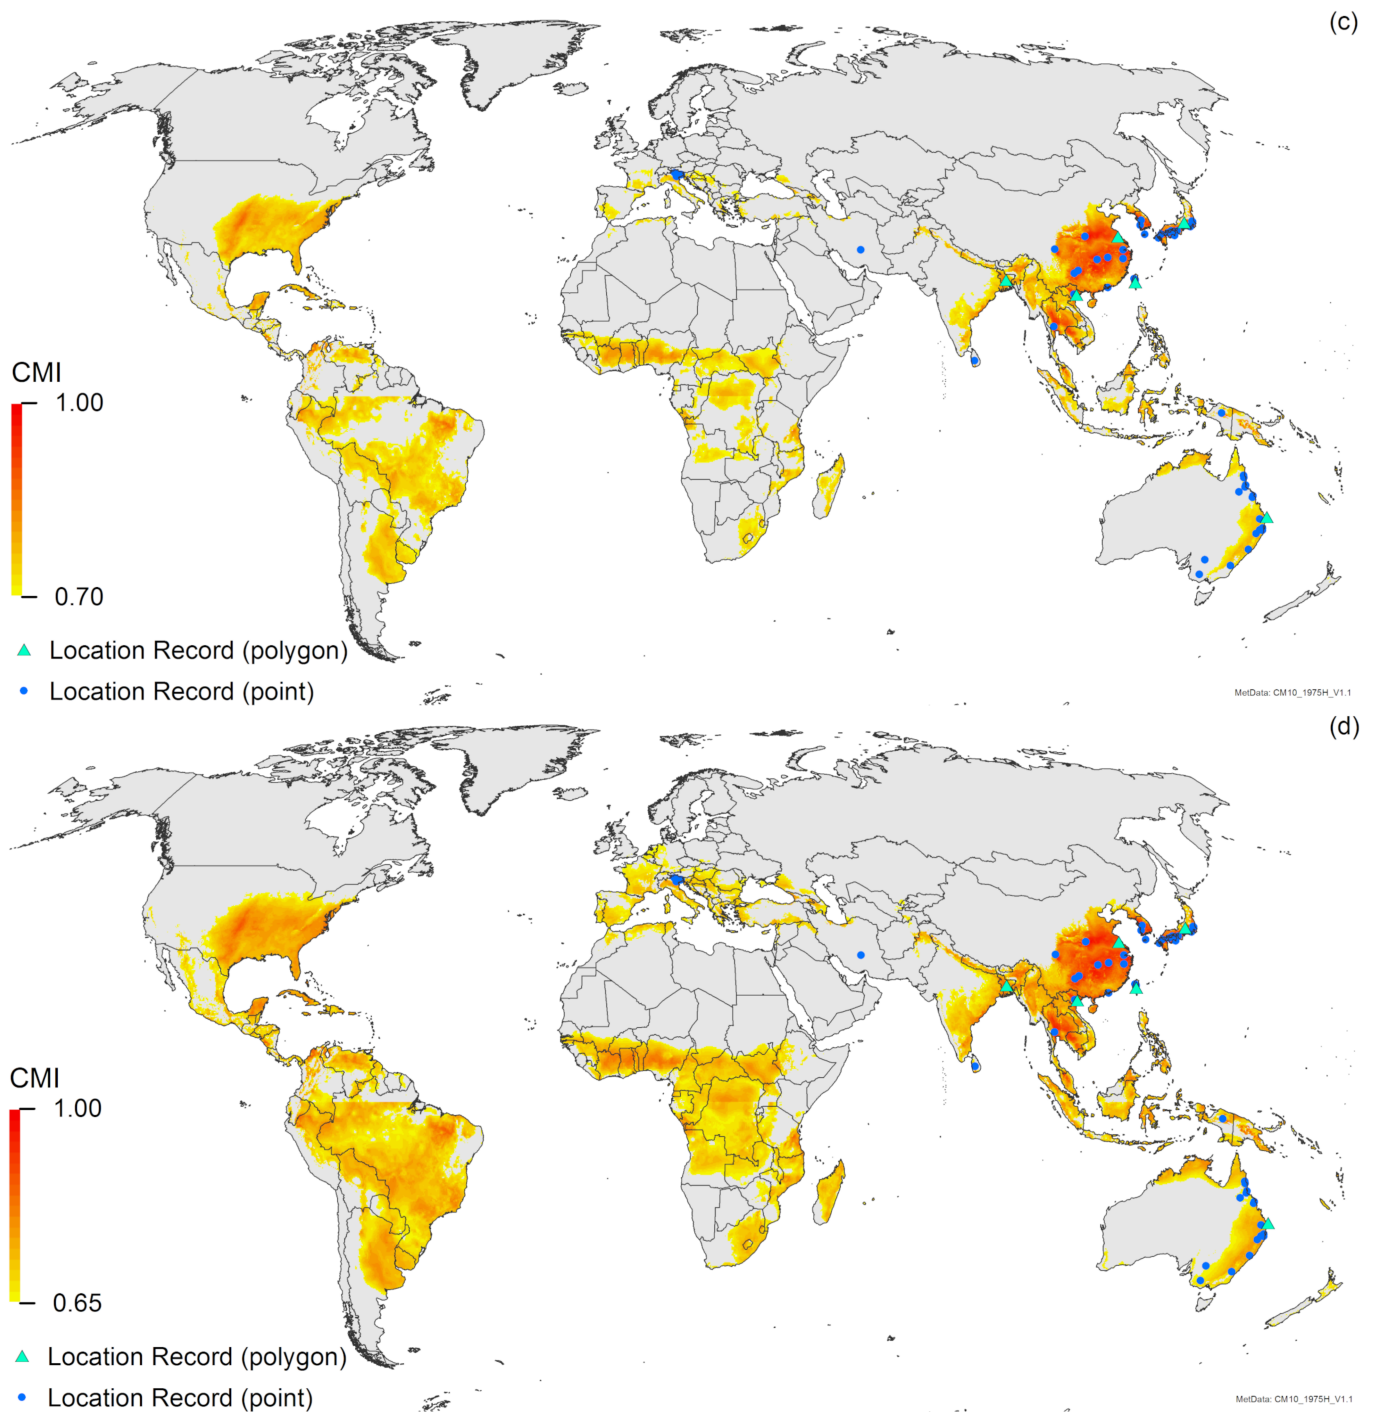 (c)
CMI
1.00
0.70
Location Record (polygon)
Location Record (point)
MetData: CM10_1975H_V1.1
(d)
CMI
1.00
0.65
Location Record (polygon)
Location Record (point)
MetData: CM10_1975H_V1.1